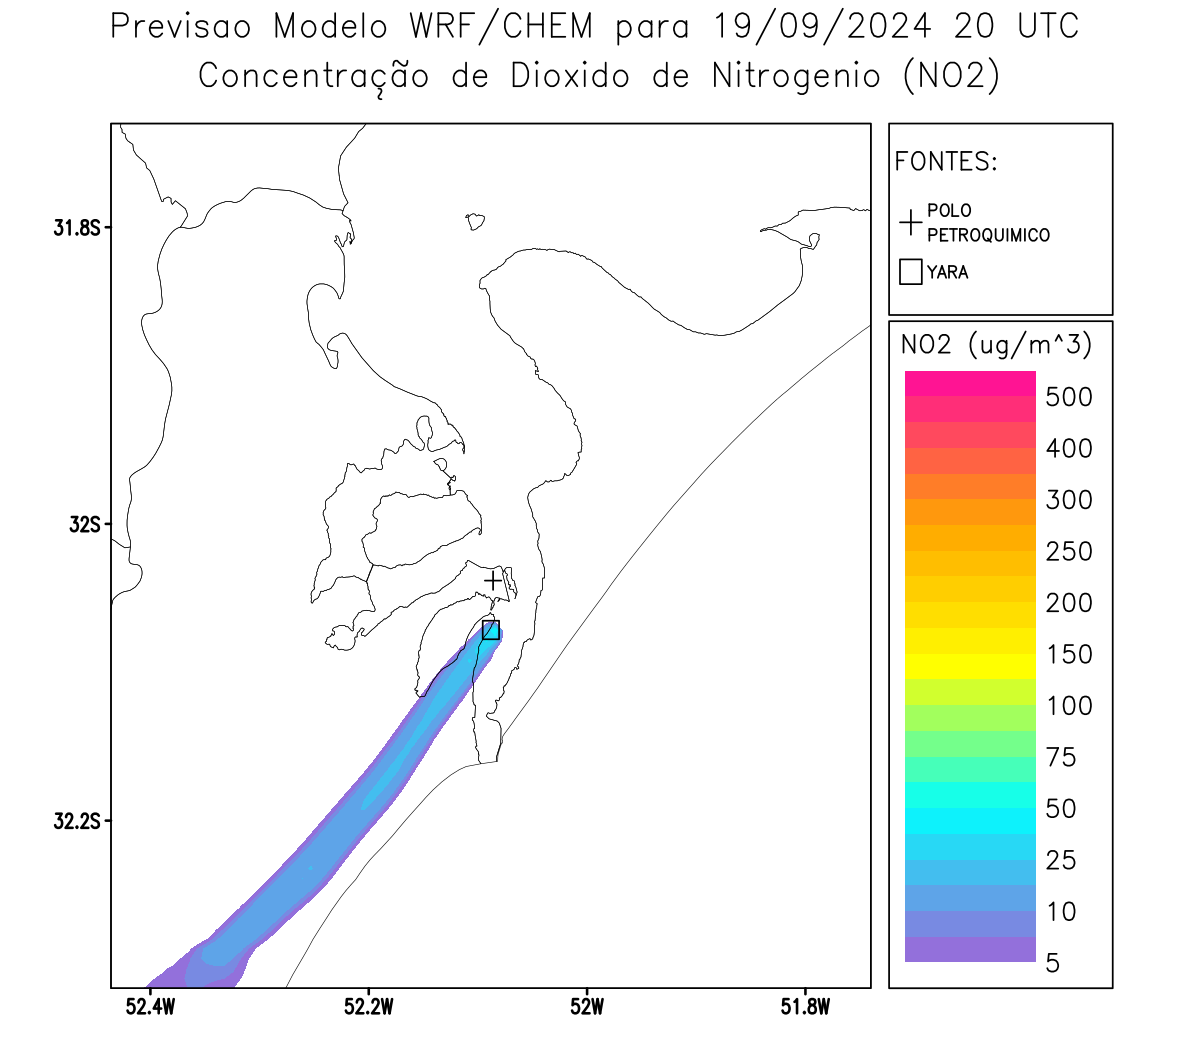 Previsao Modelo WRF/CHEM para 19/09/2024 20 UTC
Concentração de Dioxido de Nitrogenio (NO2)
FONTES:
POLO
PETROQUIMICO
YARA
NO2 (ug/m^3)
500
400
300
250
200
150
100
75
50
25
10
5
31.8S
32S
32.2S
52.4W
52.2W
52W
51.8W